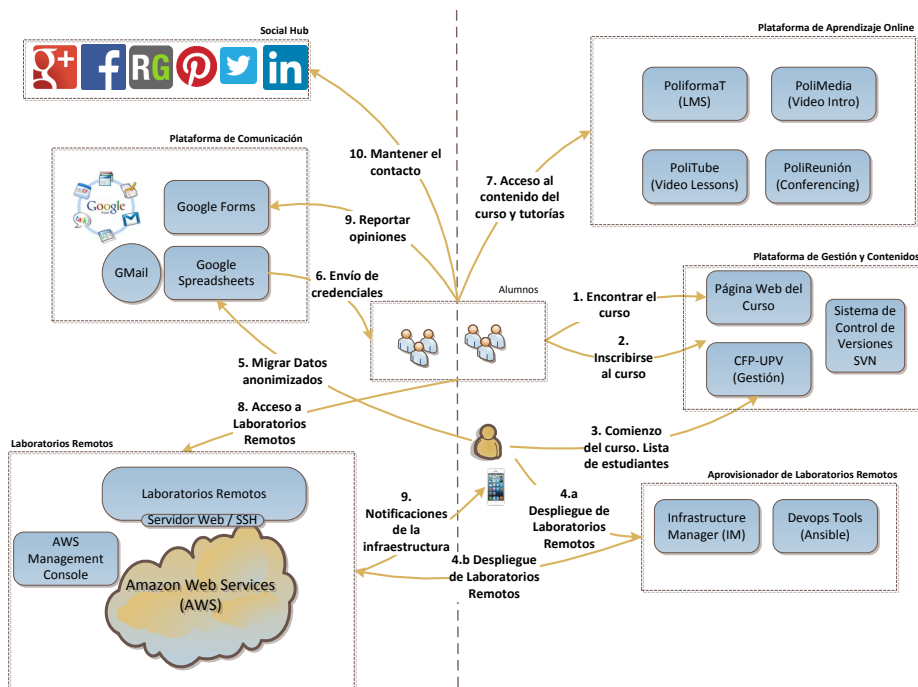 Social Hub
g+
f
RG
in
Plataforma de Aprendizaje Online
PoliformaT
(LMS)
PoliMedia
(Video Intro)
PoliTube
(Video Lessons)
PoliReunión
(Conferencing)
Plataforma de Comunicación
Google
talk
Google Forms
GMail
Google
Spreadsheets
10. Mantener el
contacto
9. Reportar
opiniones
7. Acceso al
contenido del
curso y tutorías
6. Envío de
credenciales
Alumnos
1. Encontrar el
curso
2.
Inscribirse
al curso
Plataforma de Gestión y Contenidos
Página Web del
Curso
Sistema de
Control de
Versiones
SVN
CFP-UPV
(Gestión)
5. Migrar Datos
anonimizados
8. Acceso a
Laboratorios
Remotos
3. Comienzo
del curso. Lista
de estudiantes
Laboratorios Remotos
Laboratorios Remotos
Servidor Web / SSH
AWS
Management
Console
Amazon Web Services
(AWS)
9.
Notificaciones
de la
infraestructura
4.a
Despliegue de
Laboratorios
Remotos
4.b Despliegue
de Laboratorios
Remotos
Aprovisionador de Laboratorios Remotos
Infrastructure
Manager (IM)
Devops Tools
(Ansible)